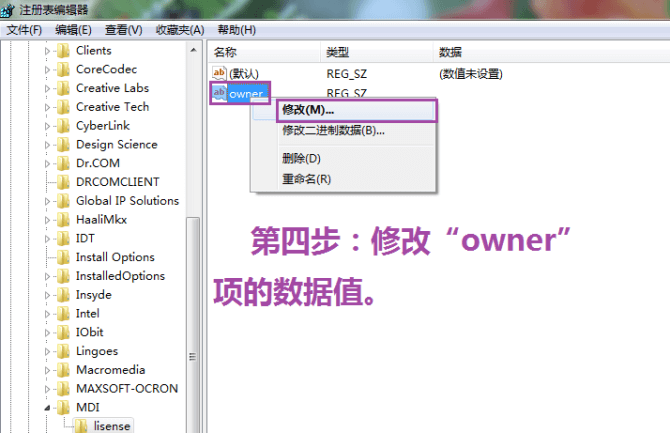 注册表编辑器
文件(F) 编辑(E) 查看(V) 收藏夹(A) 帮助(H)
名称 类型 数据
ab (默认) REG_SZ (数值未设置)
ab owner REG_SZ
修改(M)...
修改二进制数据(B)...
删除(D)
重命名(R)
Clients
CoreCodec
Creative Labs
Creative Tech
CyberLink
Design Science
Dr.COM
DRCOMCLIENT
Global IP Solutions
HaaliMkx
IDT
Install Options
InstalledOptions
Insyde
Intel
IObit
Lingoes
Macromedia
MAXSOFT-OCRON
MDI
lisense
第四步：修改“owner”
项的数据值。